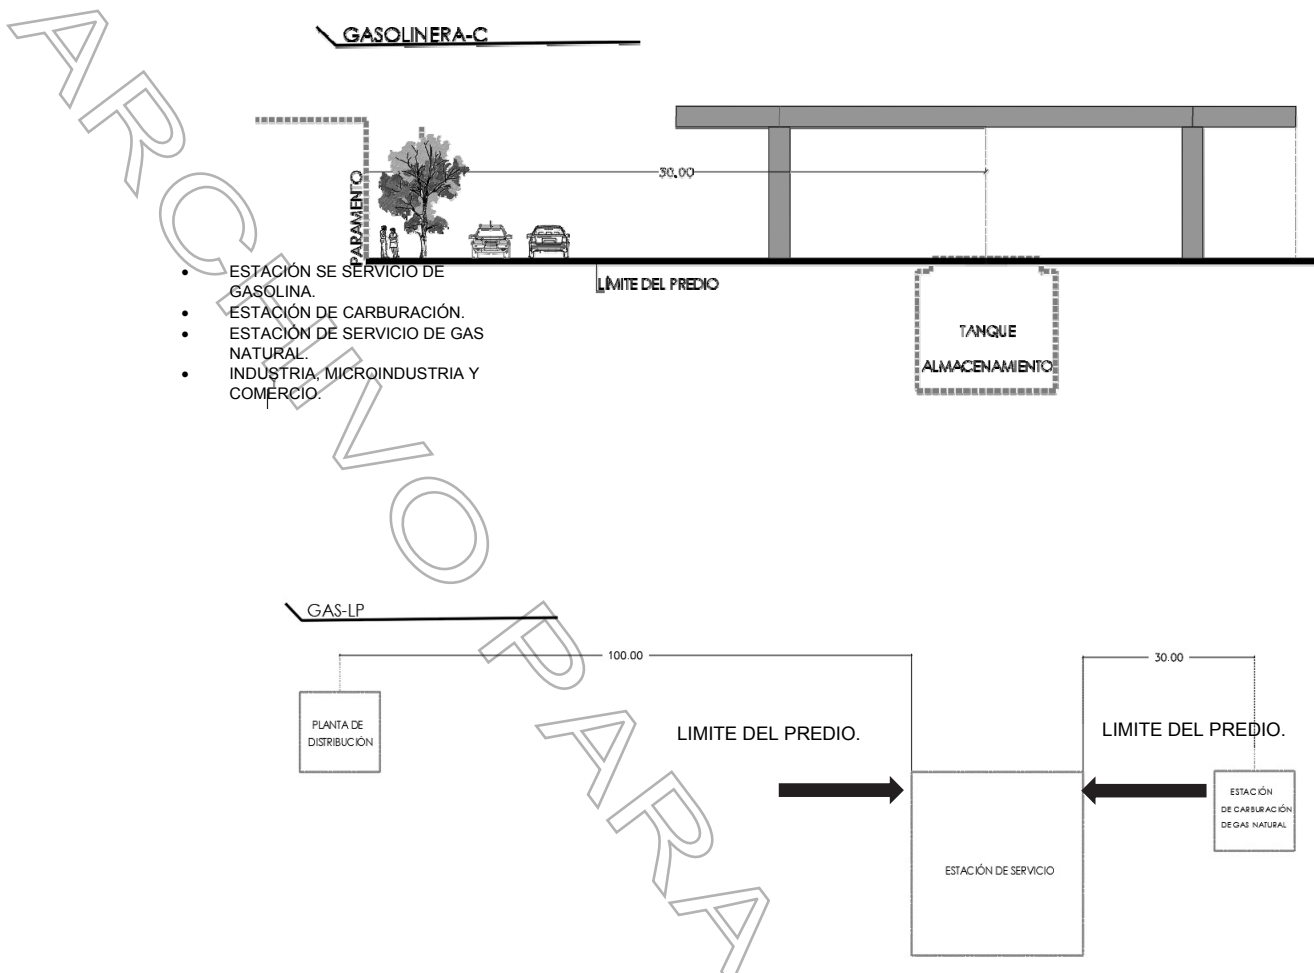 GASOLINERA-C
30.00
PARAMENTO
• ESTACIÓN SE SERVICIO DE
GASOLINA.
• ESTACIÓN DE CARBURACIÓN.
• ESTACIÓN DE SERVICIO DE GAS
NATURAL.
• INDUSTRIA, MICROINDUSTRIA Y
COMERCIO.
LÍMITE DEL PREDIO
TANQUE
ALMACENAMIENTO
GAS-LP
100.00
30.00
PLANTA DE
DISTRIBUCIÓN
LIMITE DEL PREDIO.
LIMITE DEL PREDIO.
ESTACIÓN
DE CARBURACIÓN
DE GAS NATURAL
ESTACIÓN DE SERVICIO
ARCHIVO PARA